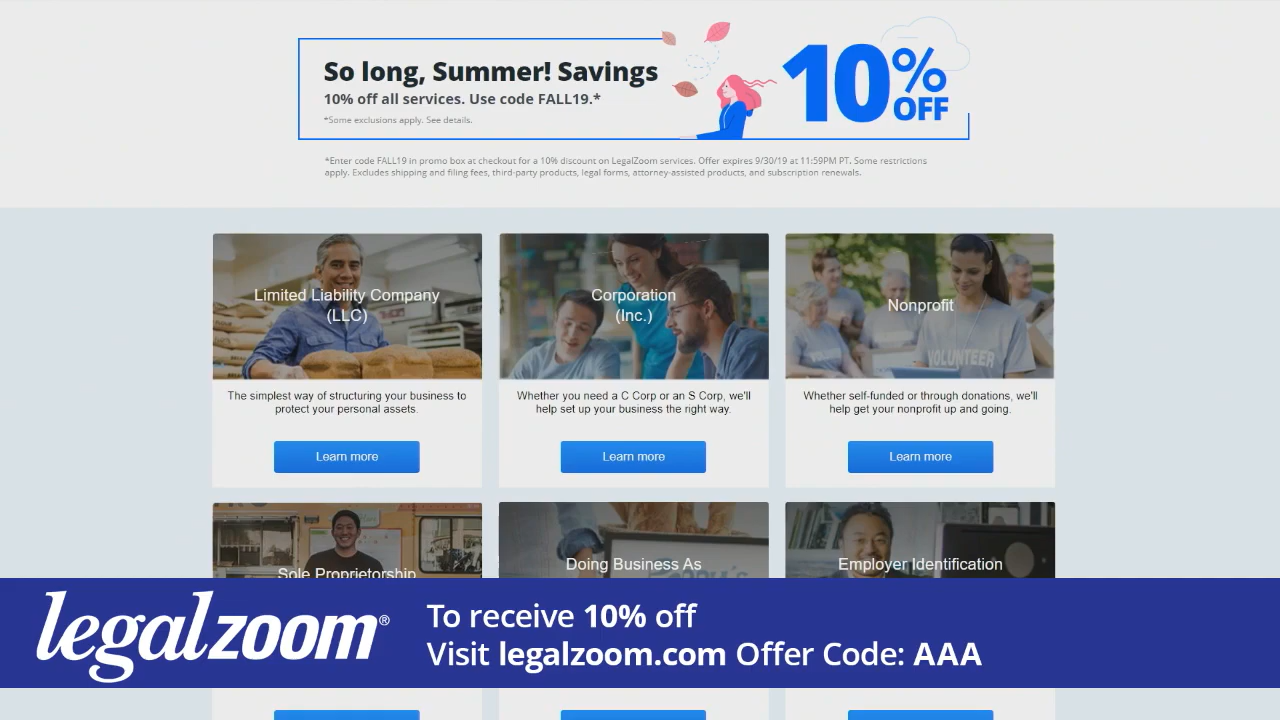 So long, Summer! Savings
10% off all services. Use code FALL19.*
*Some exclusions apply. See details.
10%
OFF
*Enter code FALL19 in promo box at checkout for a 10% discount on LegalZoom services. Offer expires 9/30/19 at 11:59PM PT. Some restrictions
apply. Excludes shipping and filing fees, third-party products, legal forms, attorney-assisted products, and subscription renewals.
Limited Liability Company
(LLC)
Corporation
(Inc.)
Nonprofit
VOLUNTEER
The simplest way of structuring your business to
protect your personal assets.
Whether you need a C Corp or an S Corp, we'll
help set up your business the right way.
Whether self-funded or through donations, we'll
help get your nonprofit up and going.
Learn more
Learn more
Learn more
Sole Proprietorship
Doing Business As
Employer Identification
legalzoom®
To receive 10% off
Visit legalzoom.com Offer Code: AAA